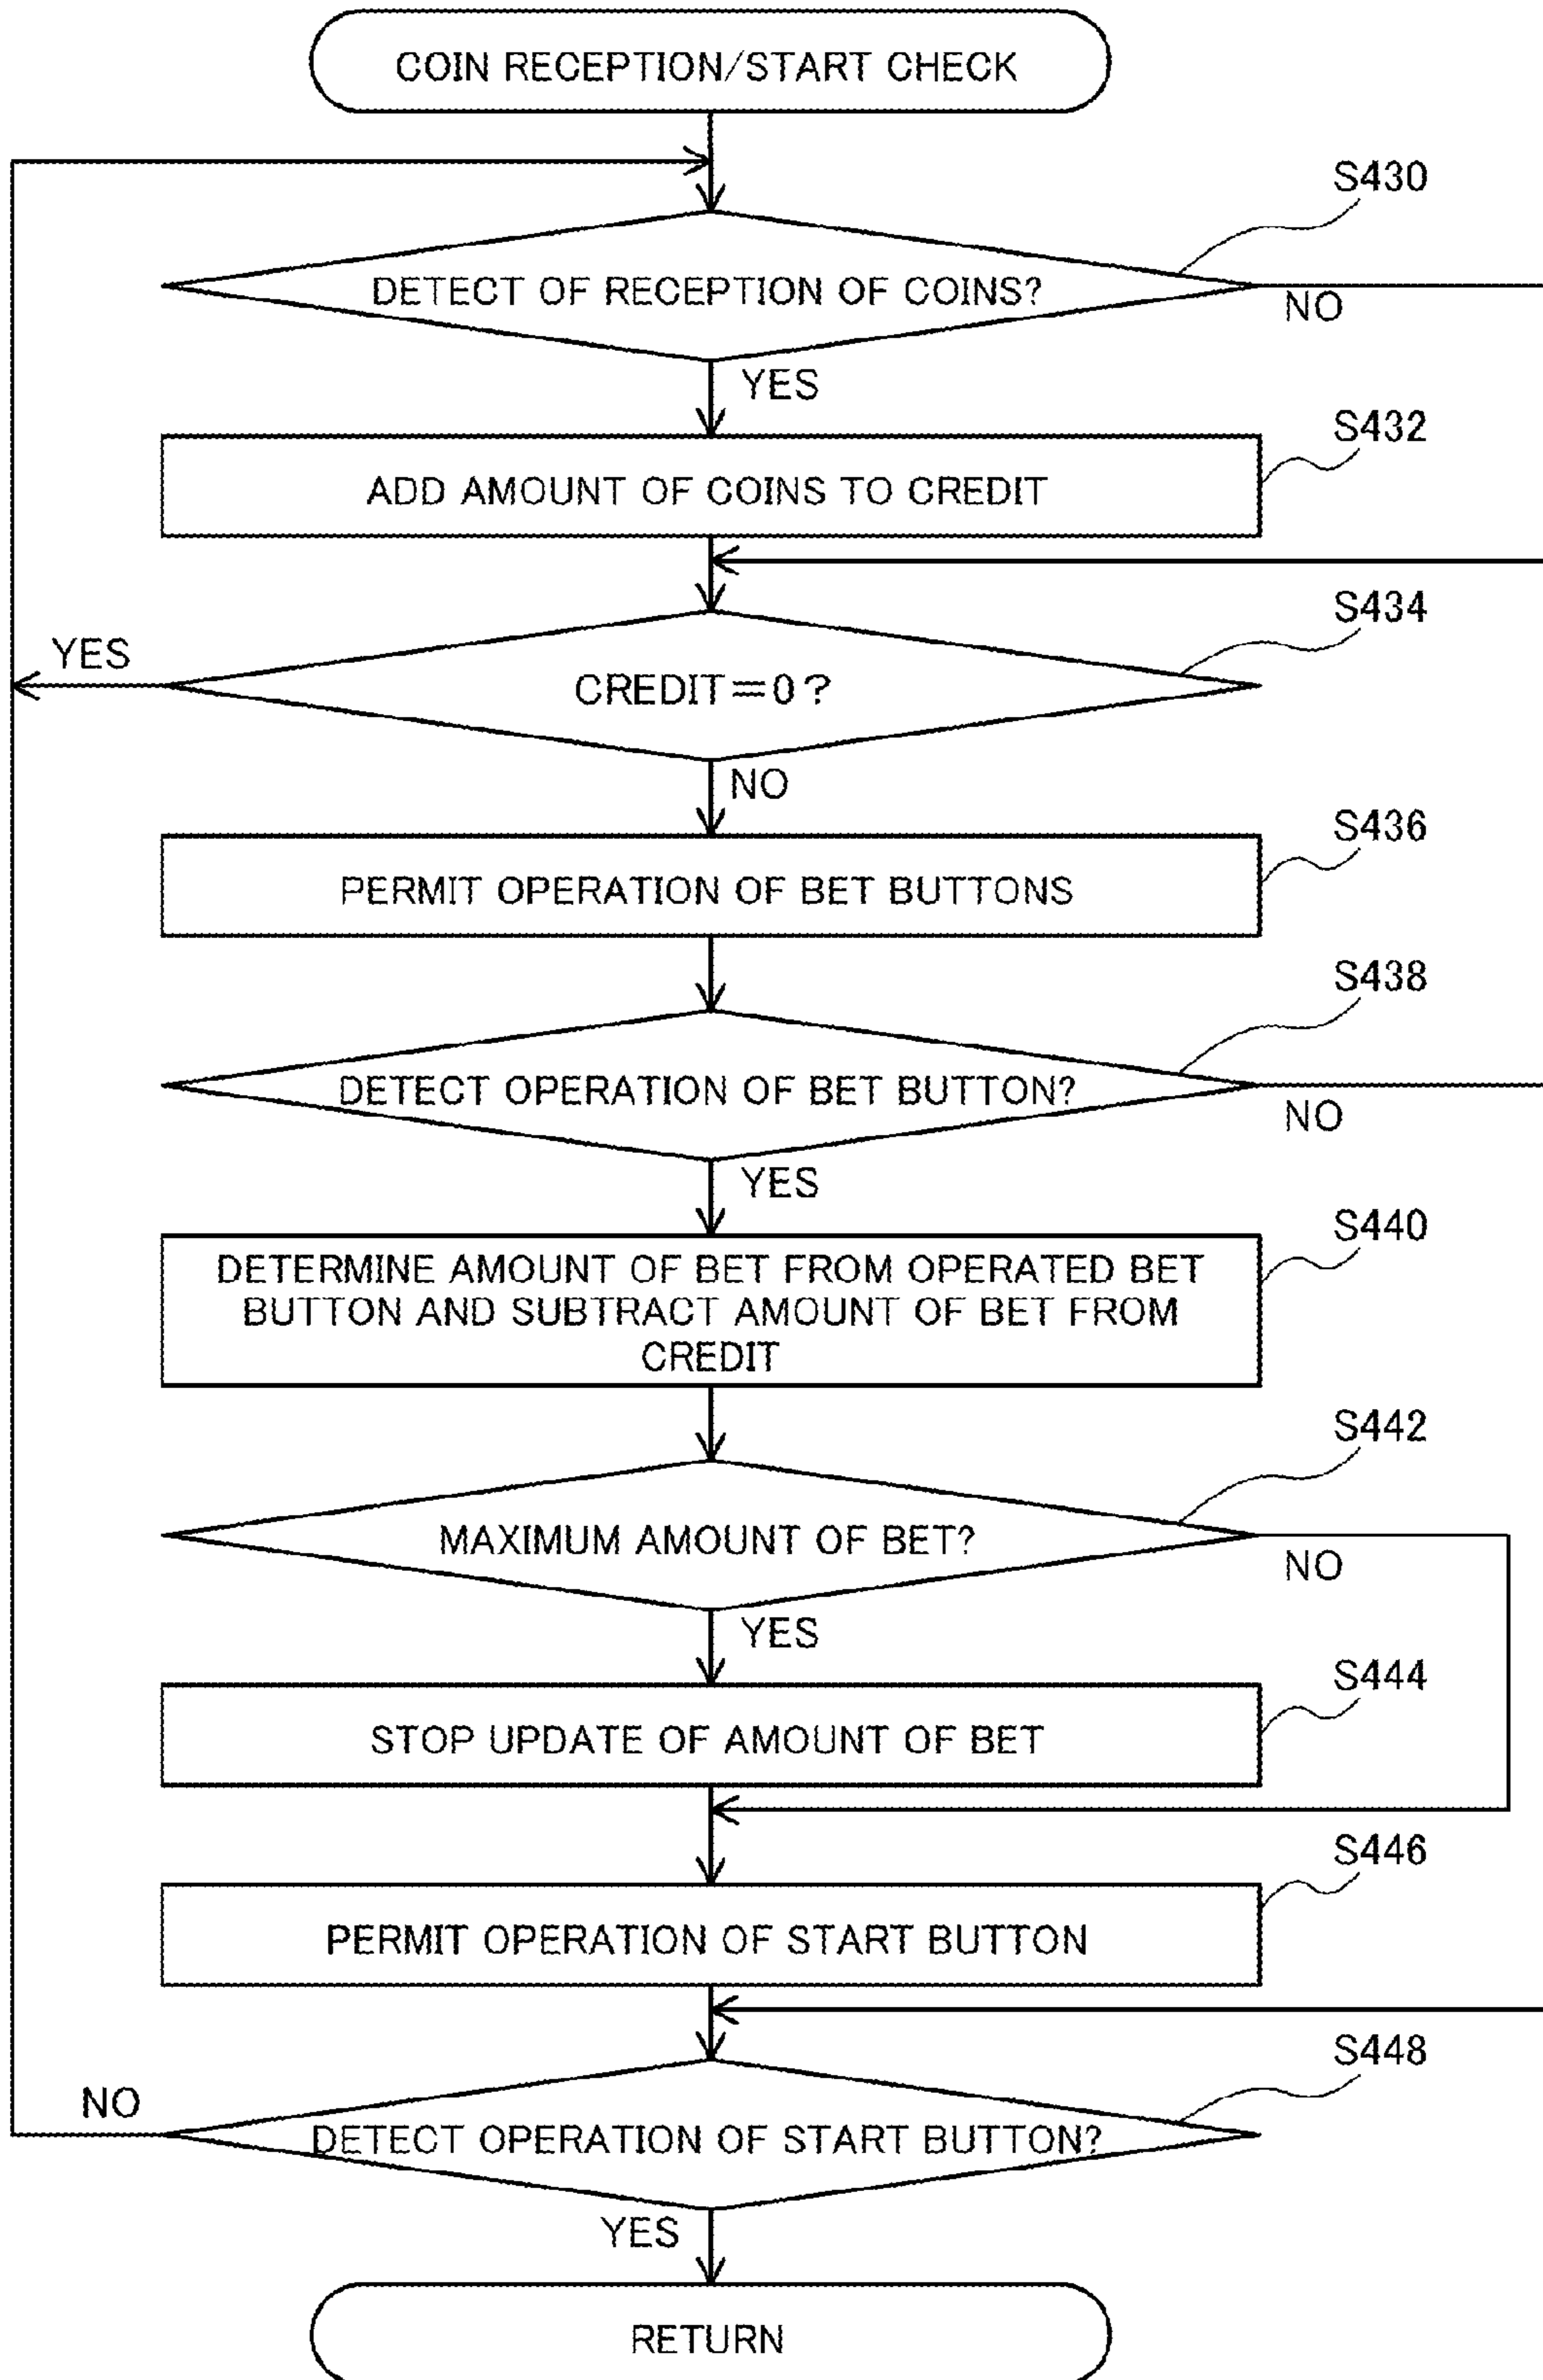 COIN RECEPTION/START CHECK
S430
DETECT OF RECEPTION OF COINS?
NO
YES
S432
ADD AMOUNT OF COINS TO CREDIT
S434
YES
CREDIT=0?
NO
S436
PERMIT OPERATION OF BET BUTTONS
S438
DETECT OPERATION OF BET BUTTON?
NO
YES
S440
DETERMINE AMOUNT OF BET FROM OPERATED BET
BUTTON AND SUBTRACT AMOUNT OF BET FROM
CREDIT
S442
MAXIMUM AMOUNT OF BET?
NO
YES
S444
STOP UPDATE OF AMOUNT OF BET
S446
PERMIT OPERATION OF START BUTTON
S448
NO
DETECT OPERATION OF START BUTTON?
YES
RETURN